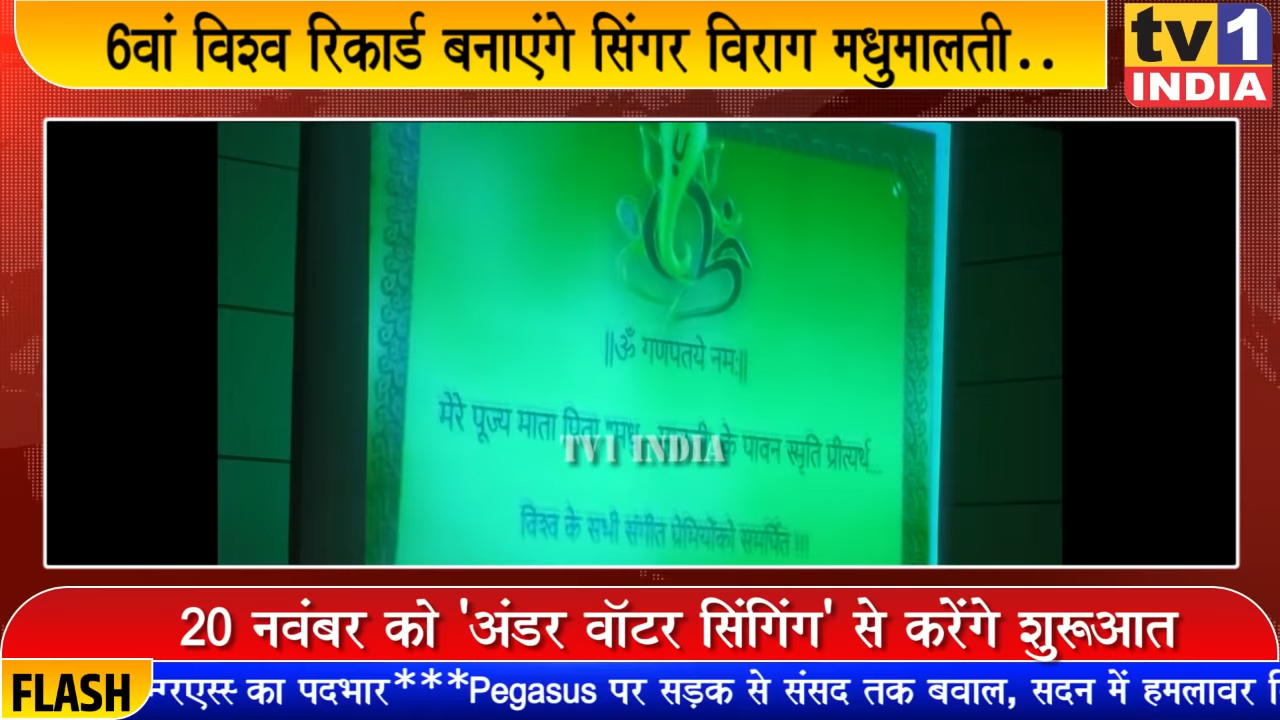 6वां विश्व रिकार्ड बनाएंगे सिंगर विराग मधुमालती..
tv1
INDIA
||ॐ गणपतये नमः||
मेरे पूज्य माता पिता के पावन स्मृति प्रीत्यर्थ...
TV1 INDIA
विश्व के सभी संगीत प्रेमियोंको समर्पित !!!
20 नवंबर को 'अंडर वॉटर सिंगिंग' से करेंगे शुरूआत
FLASH
का पदभार***Pegasus पर सड़क से संसद तक बवाल, सदन में हमलावर